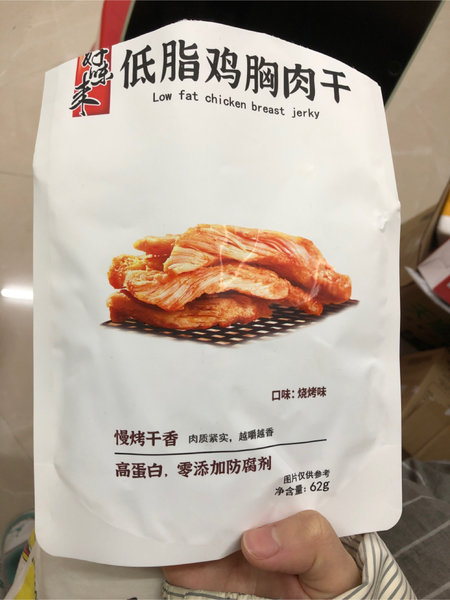 好味来
低脂鸡胸肉干
Low fat chicken breast jerky
口味：烧烤味
慢烤干香 肉质紧实，越嚼越香
高蛋白，零添加防腐剂
图片仅供参考
净含量：62g